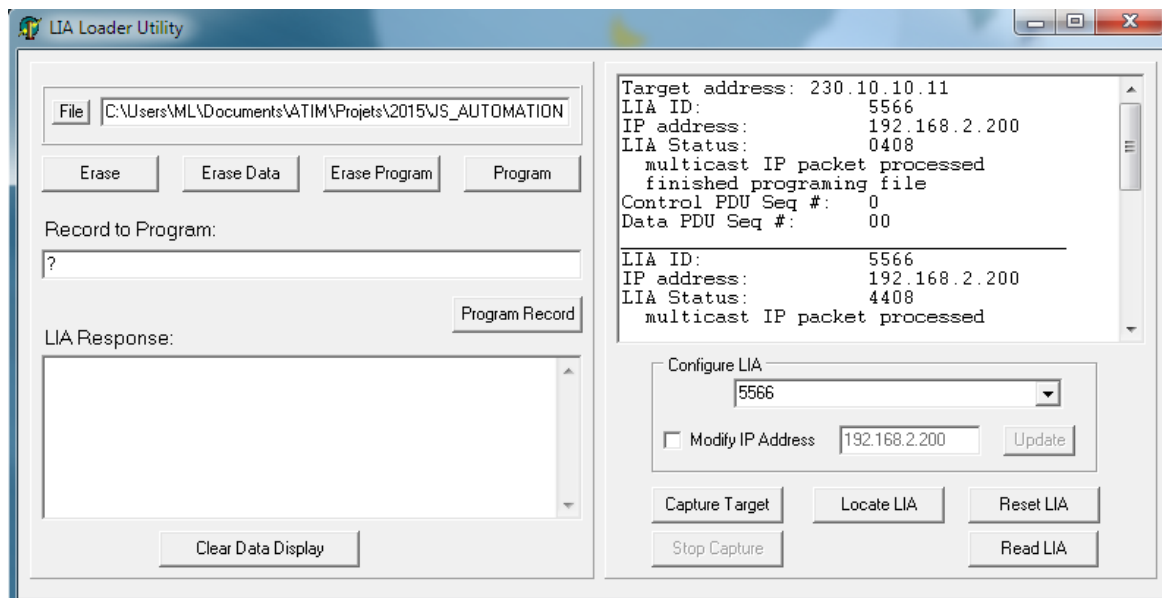 LIA Loader Utility
File C:\Users\ML\Documents\ATIM\Projets\2015\JS_AUTOMATION
Erase Erase Data Erase Program Program
Record to Program:
?
Program Record
LIA Response:
Clear Data Display
Target address: 230.10.10.11
LIA ID: 5566
IP address: 192.168.2.200
LIA Status: 0408
multicast IP packet processed
finished programing file
Control PDU Seq #: 0
Data PDU Seq #: 00
LIA ID: 5566
IP address: 192.168.2.200
LIA Status: 4408
multicast IP packet processed
Configure LIA
5566
Modify IP Address 192.168.2.200 Update
Capture Target Locate LIA Reset LIA
Stop Capture Read LIA